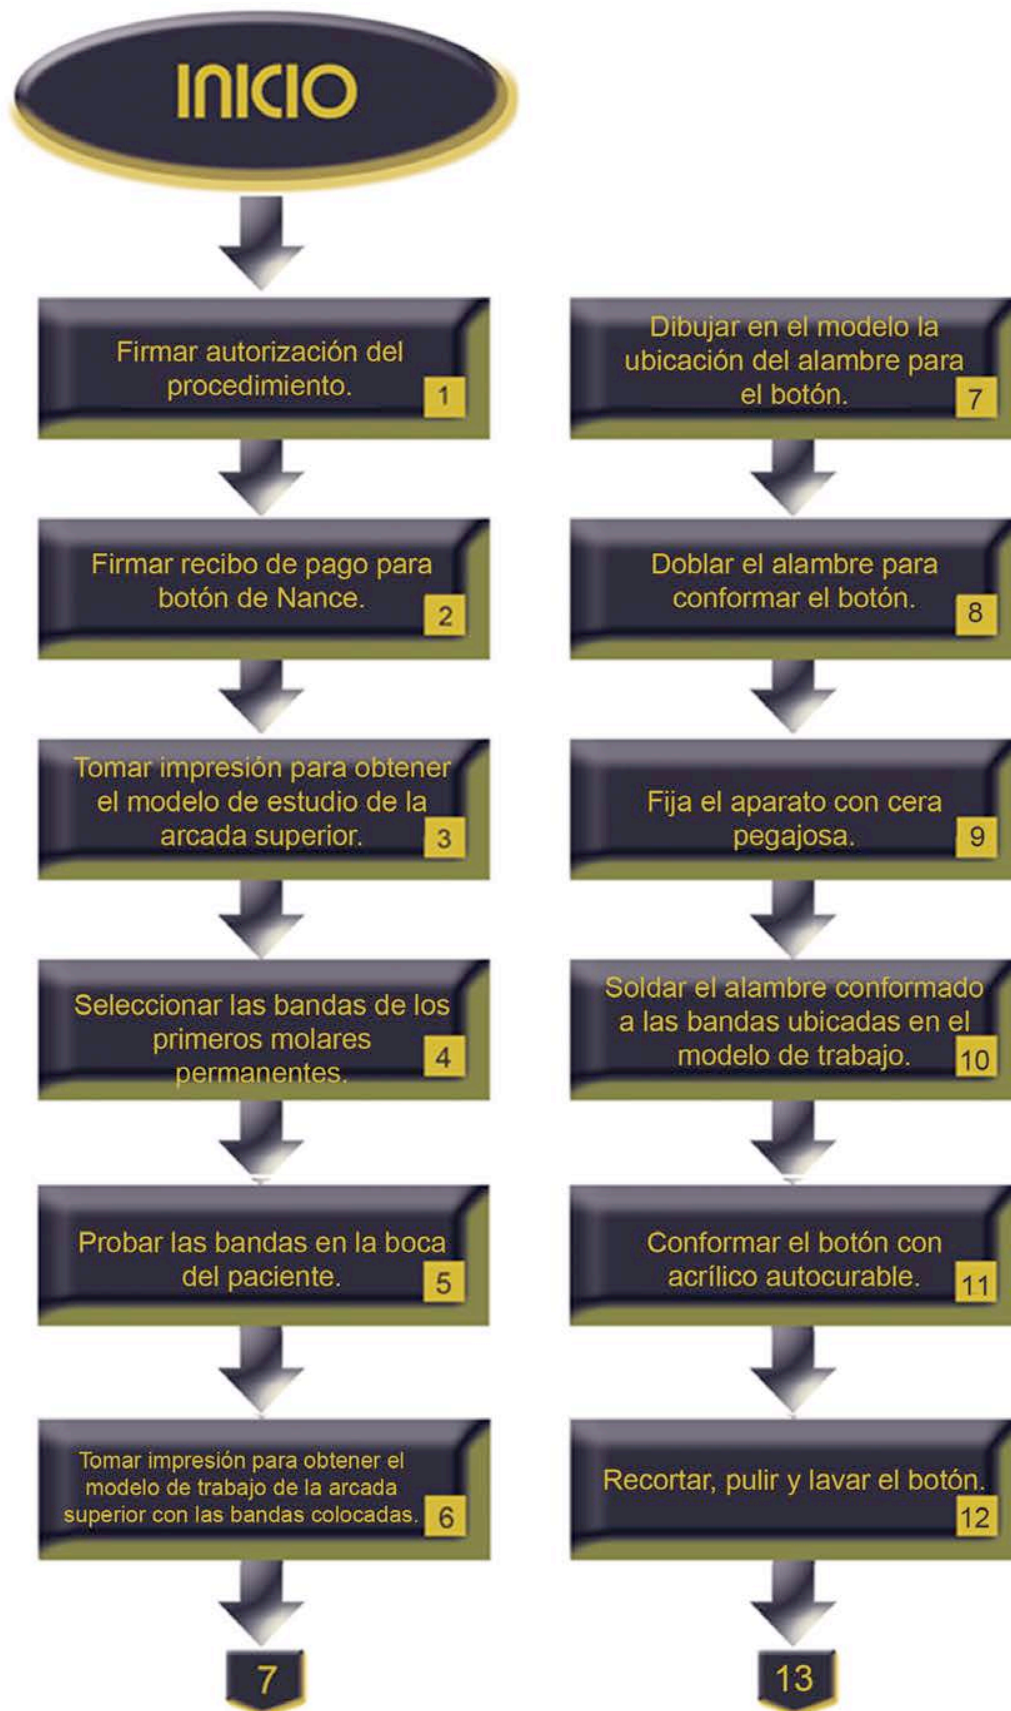 INICIO
Firmar autorización del
procedimiento.
1
Firmar recibo de pago para
botón de Nance.
2
Tomar impresión para obtener
el modelo de estudio de la
arcada superior.
3
Seleccionar las bandas de los
primeros molares
permanentes.
4
Probar las bandas en la boca
del paciente.
5
Tomar impresión para obtener el
modelo de trabajo de la arcada
superior con las bandas colocadas.
6
7
Dibujar en el modelo la
ubicación del alambre para
el botón.
7
Doblar el alambre para
conformar el botón.
8
Fija el aparato con cera
pegajosa.
9
Soldar el alambre conformado
a las bandas ubicadas en el
modelo de trabajo.
10
Conformar el botón con
acrílico autocurable.
11
Recortar, pulir y lavar el botón.
12
13